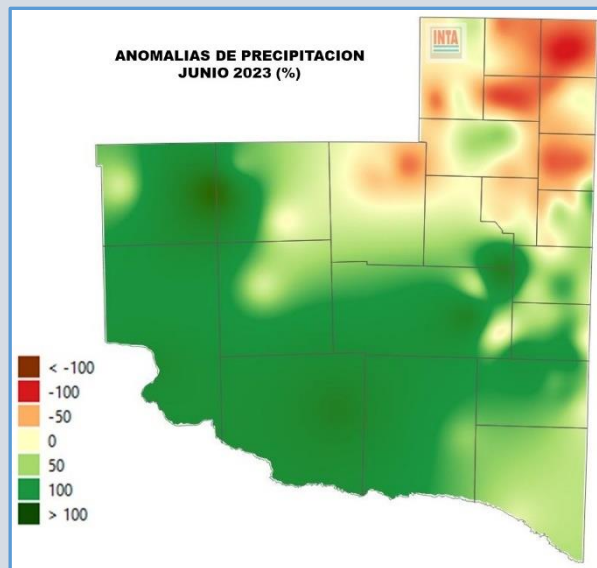 INTA
ANOMALIAS DE PRECIPITACION
JUNIO 2023 (%)
< -100
-100
-50
0
50
100
> 100